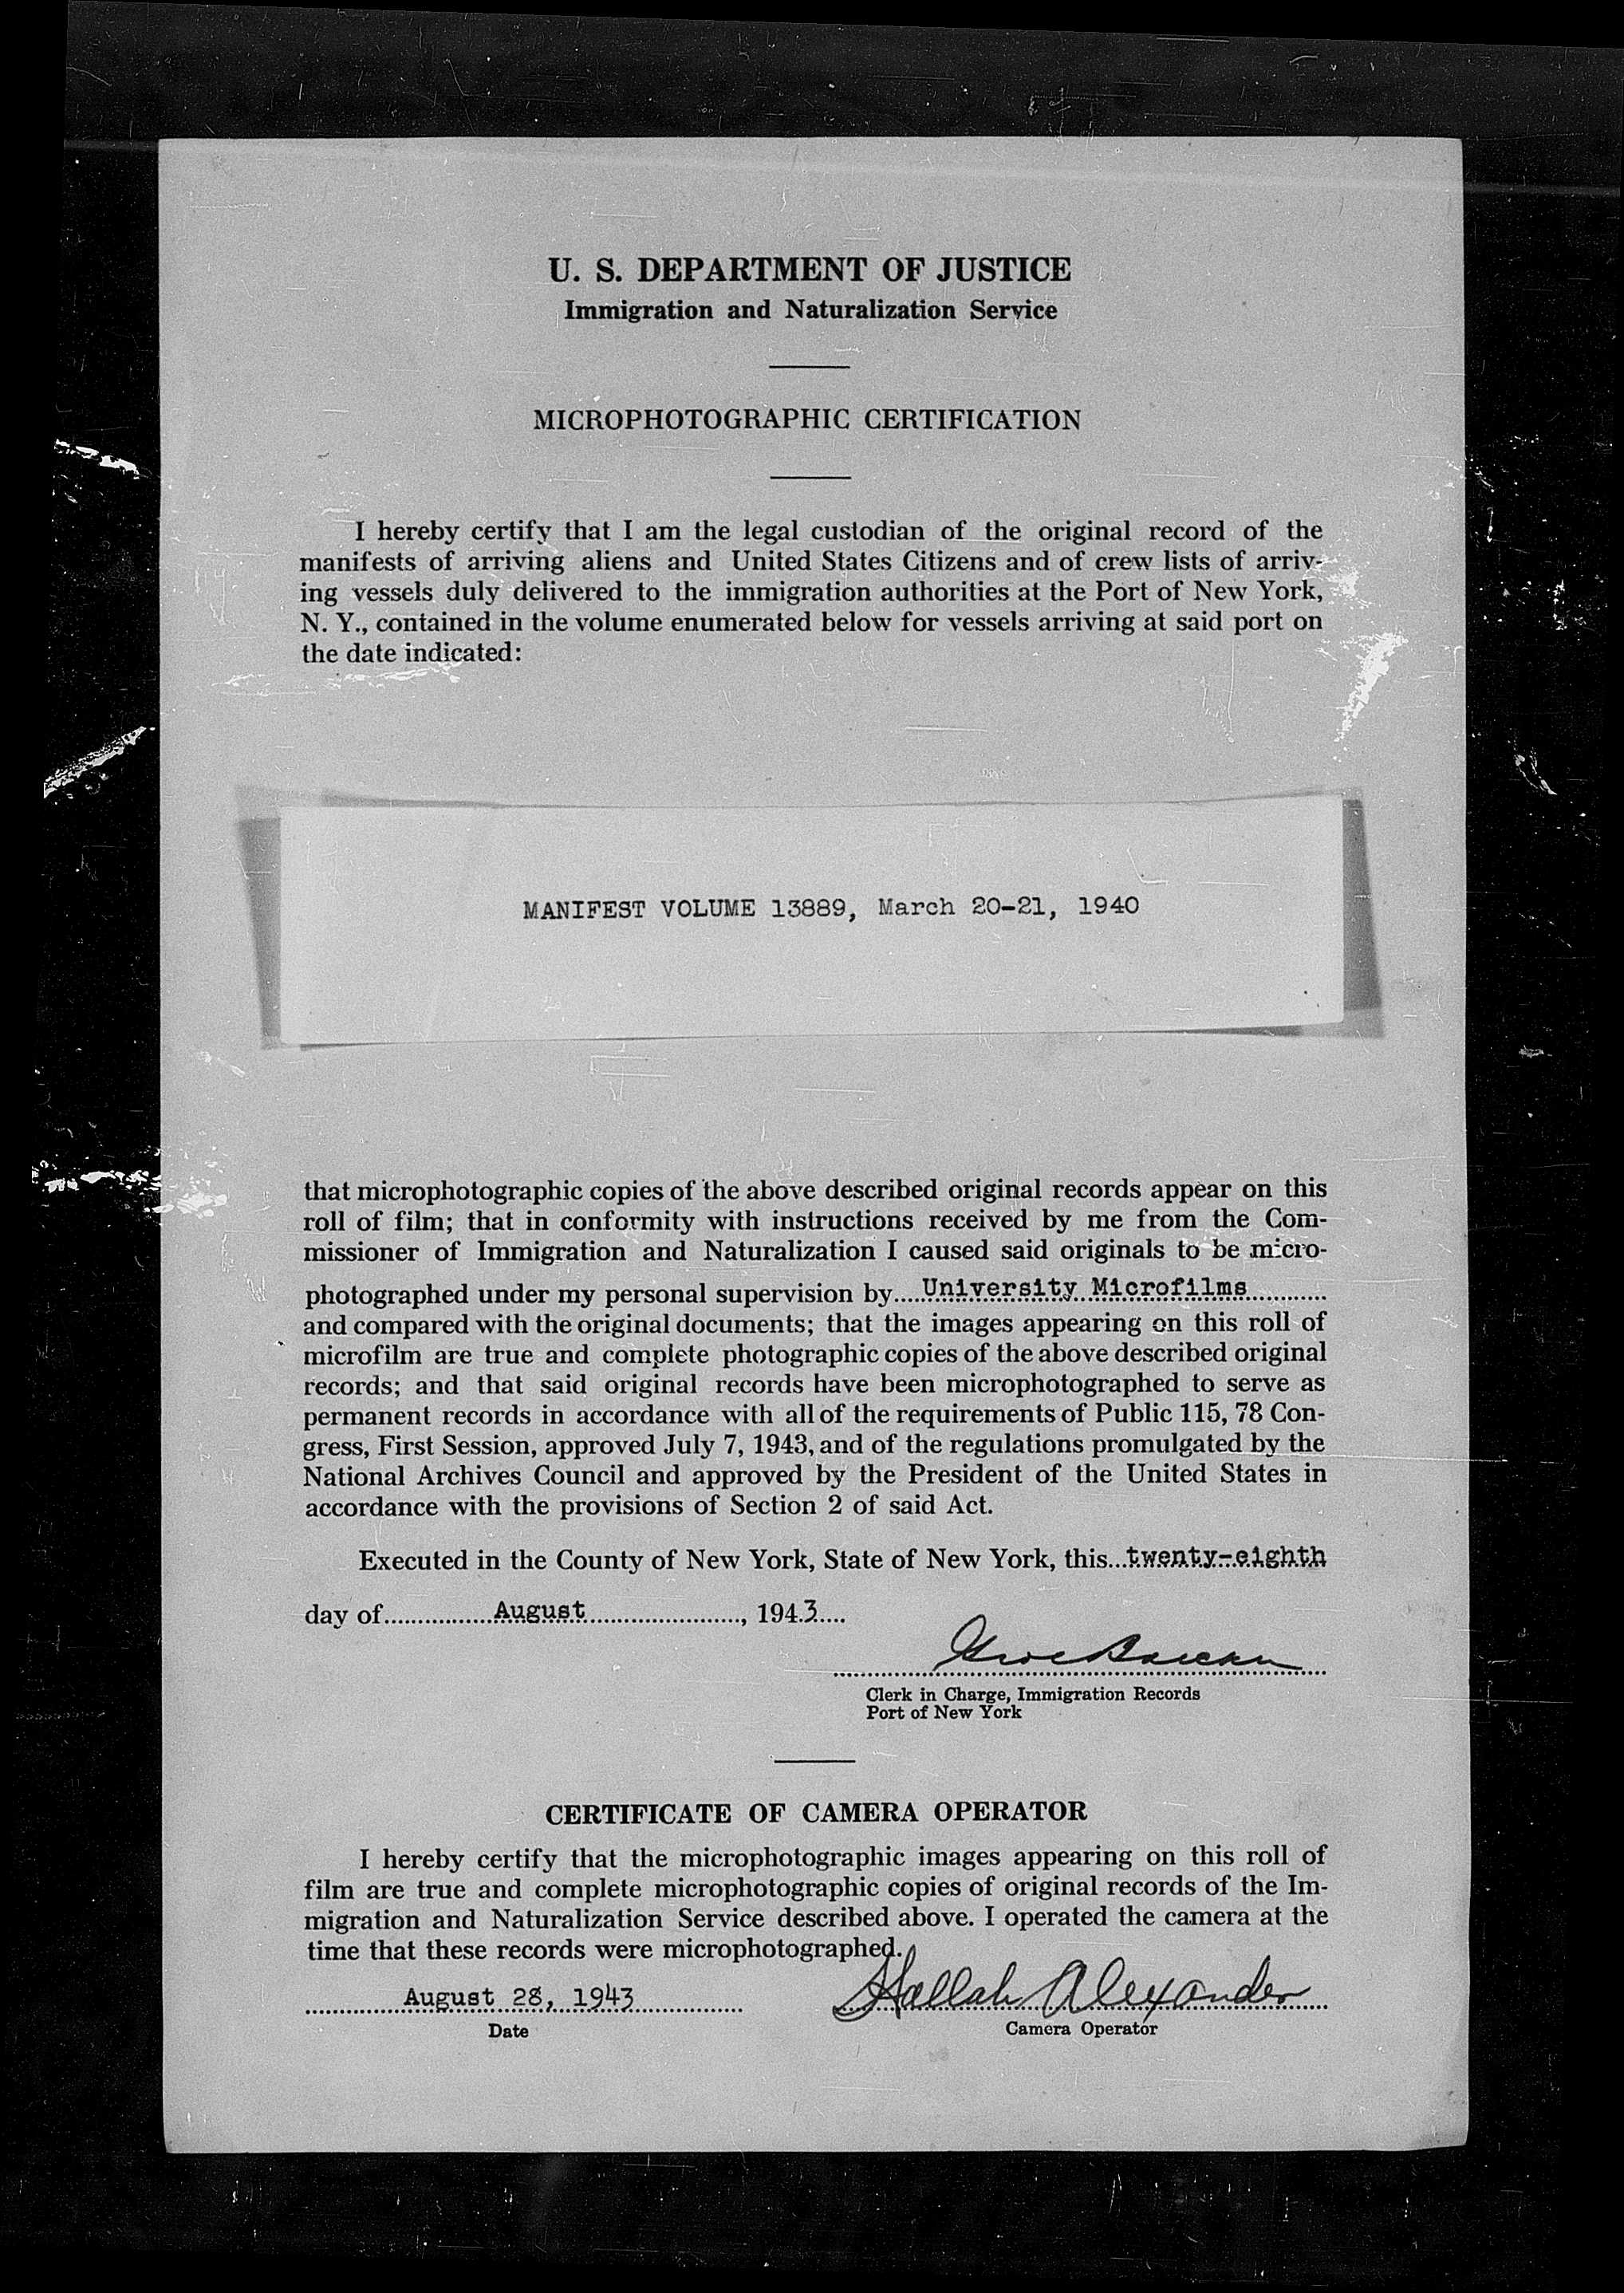 U. S. DEPARTMENT OF JUSTICE
Immigration and Naturalization Service
MICROPHOTOGRAPHIC CERTIFICATION
I hereby certify that I am the legal custodian of the original record of the
manifests of arriving aliens and United States Citizens and of crew lists of arriv-
ing vessels duly delivered to the immigration authorities at the Port of New York,
N. Y., contained in the volume enumerated below for vessels arriving at said port on
the date indicated:
MANIFEST VOLUME 13889, March 20-21, 1940
that microphotographic copies of the above described original records appear on this
roll of film; that in conformity with instructions received by me from the Com-
missioner of Immigration and Naturalization I caused said originals to be micro-
photographed under my personal supervision by....University Microfilms..........
and compared with the original documents; that the images appearing on this roll of
microfilm are true and complete photographic copies of the above described original
records; and that said original records have been microphotographed to serve as
permanent records in accordance with all of the requirements of Public 115, 78 Con-
gress, First Session, approved July 7, 1943, and of the regulations promulgated by the
National Archives Council and approved by the President of the United States in
accordance with the provisions of Section 2 of said Act.
Executed in the County of New York, State of New York, this...twenty-eighth
day of................August......................, 1943.....
Clerk in Charge, Immigration Records
Port of New York
CERTIFICATE OF CAMERA OPERATOR
I hereby certify that the microphotographic images appearing on this roll of
film are true and complete microphotographic copies of original records of the Im-
migration and Naturalization Service described above. I operated the camera at the
time that these records were microphotographed.
August 28, 1943 Hallah Alexander
Date Camera Operator